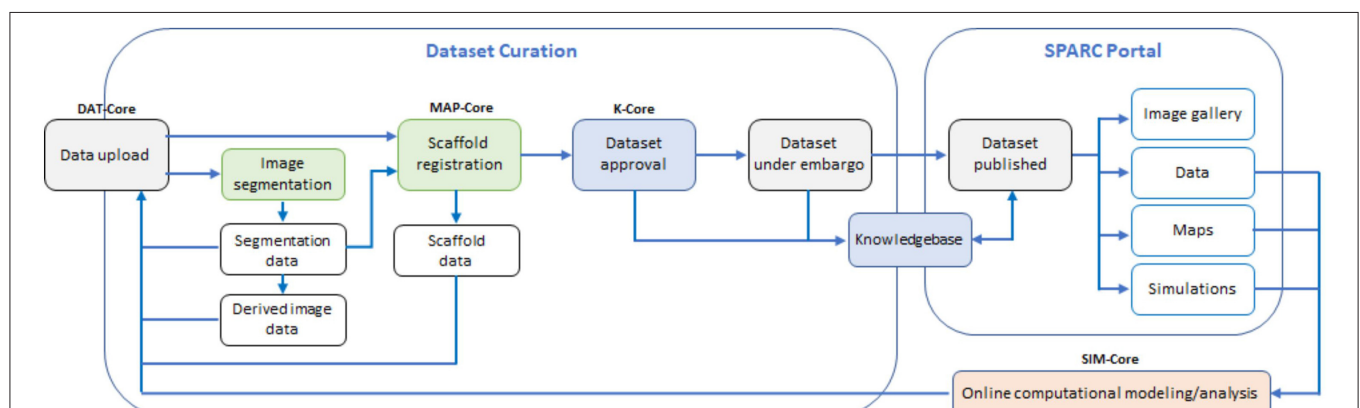 Dataset Curation
SPARC Portal
DAT-Core
MAP-Core
K-Core
Data upload
Image
segmentation
Segmentation
data
Derived image
data
Scaffold
registration
Scaffold
data
Dataset
approval
Dataset
under embargo
Knowledgebase
Dataset
published
Image gallery
Data
Maps
Simulations
SIM-Core
Online computational modeling/analysis